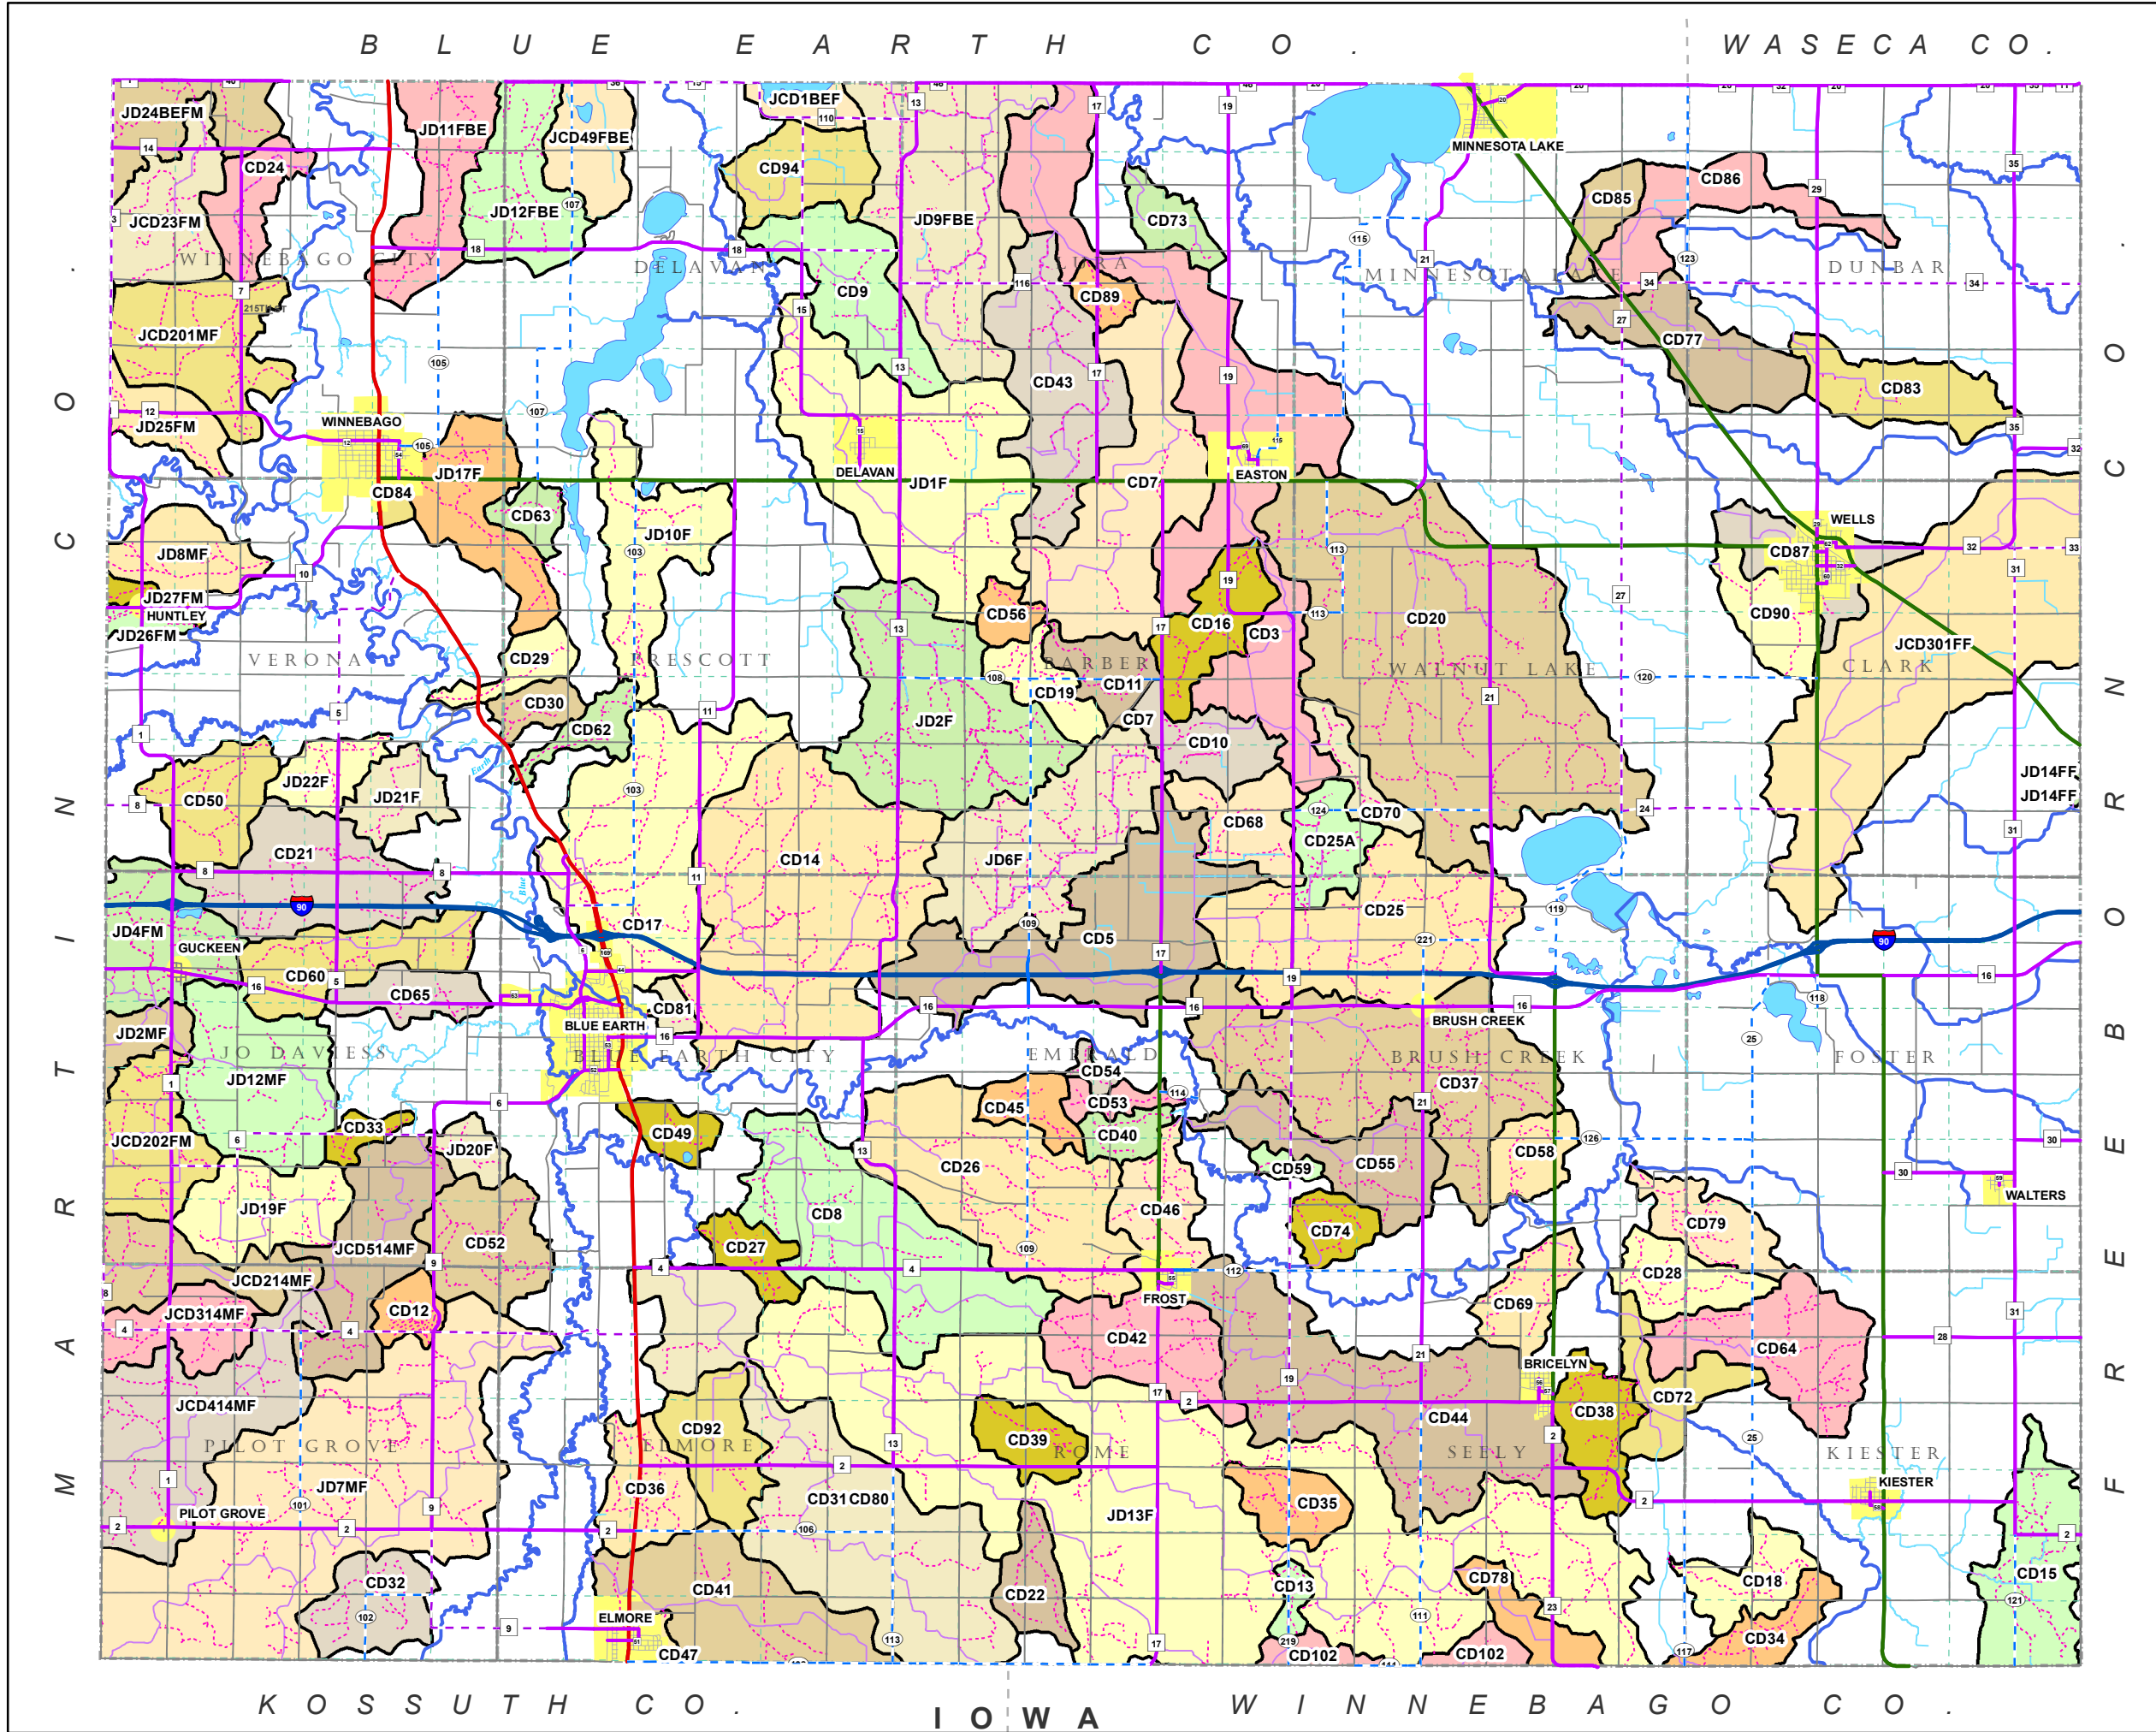 BLUE EARTH CO.
WASECA CO.
MARTIN CO.
FREEBORN CO.
KOSSUTH CO.
WINNEBAGO CO.
IOWA
JD24BEFM
JD11FBE
JCD49FBE
JCD1BEF
CD24
CD94
JD12FBE
JCD23FM
JD9FBE
CD73
MINNESOTA LAKE
CD85
CD86
WINNEBAGO CITY
DELAVAN
LURA
MINNESOTA LAKE
DUNBAR
CD9
CD89
215TH ST
JCD201MF
CD77
CD43
CD83
JD25FM
WINNEBAGO
DELAVAN
EASTON
JD17F
CD84
JD1F
CD7
CD63
JD10F
WELLS
CD87
JD8MF
JD27FM
HUNTLEY
JD26FM
CD56
CD16
CD3
CD20
CD90
JCD301FF
VERONA
CD29
PRESCOTT
BARBER
WALNUT LAKE
CLARK
CD30
CD19
CD11
CD62
JD2F
CD7
CD10
JD22F
JD21F
CD50
JD14FF
JD14FF
CD21
CD14
JD6F
CD68
CD70
CD25A
JD4FM
GUCKEEN
CD17
CD5
CD25
CD60
CD65
CD81
JD2MF
BLUE EARTH
BRUSH CREEK
JO DAVIESS
BLUE EARTH CITY
EMERALD
BRUSH CREEK
FOSTER
JD12MF
CD54
CD37
CD45
CD53
CD40
CD33
CD49
JCD202FM
JD20F
CD26
CD59
CD55
CD58
WALTERS
JD19F
CD8
CD46
CD74
CD79
JCD514MF
CD52
CD27
JCD214MF
CD28
JCD314MF
CD12
FROST
CD69
CD42
CD64
BRICELYN
JCD414MF
CD92
CD44
CD38
CD72
PILOT GROVE
ELMORE
CD39
ROME
SEELY
KIESTER
KIESTER
JD7MF
CD36
CD31
CD80
CD35
PILOT GROVE
JD13F
CD32
CD41
CD22
CD13
CD78
CD18
CD15
ELMORE
CD47
CD102
CD102
CD34